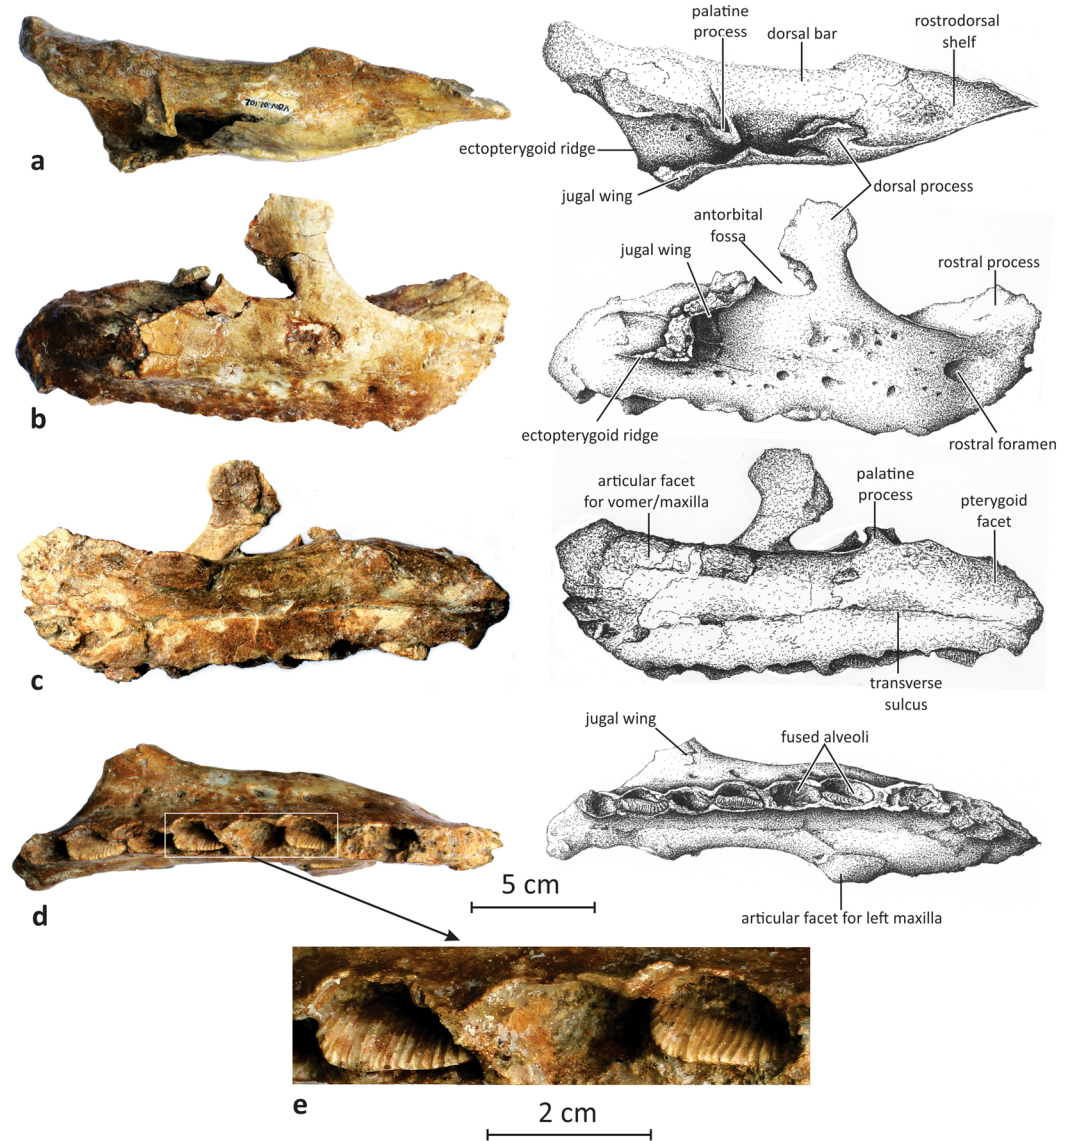 palatine
process
dorsal bar
rostrodorsal
shelf
ectopterygoid ridge
jugal wing
dorsal process
a
antorbital
fossa
jugal wing
rostral process
ectopterygoid ridge
rostral foramen
b
articular facet
for vomer/maxilla
palatine
process
pterygoid
facet
transverse
sulcus
c
jugal wing
fused alveoli
articular facet for left maxilla
5 cm
d
e
2 cm